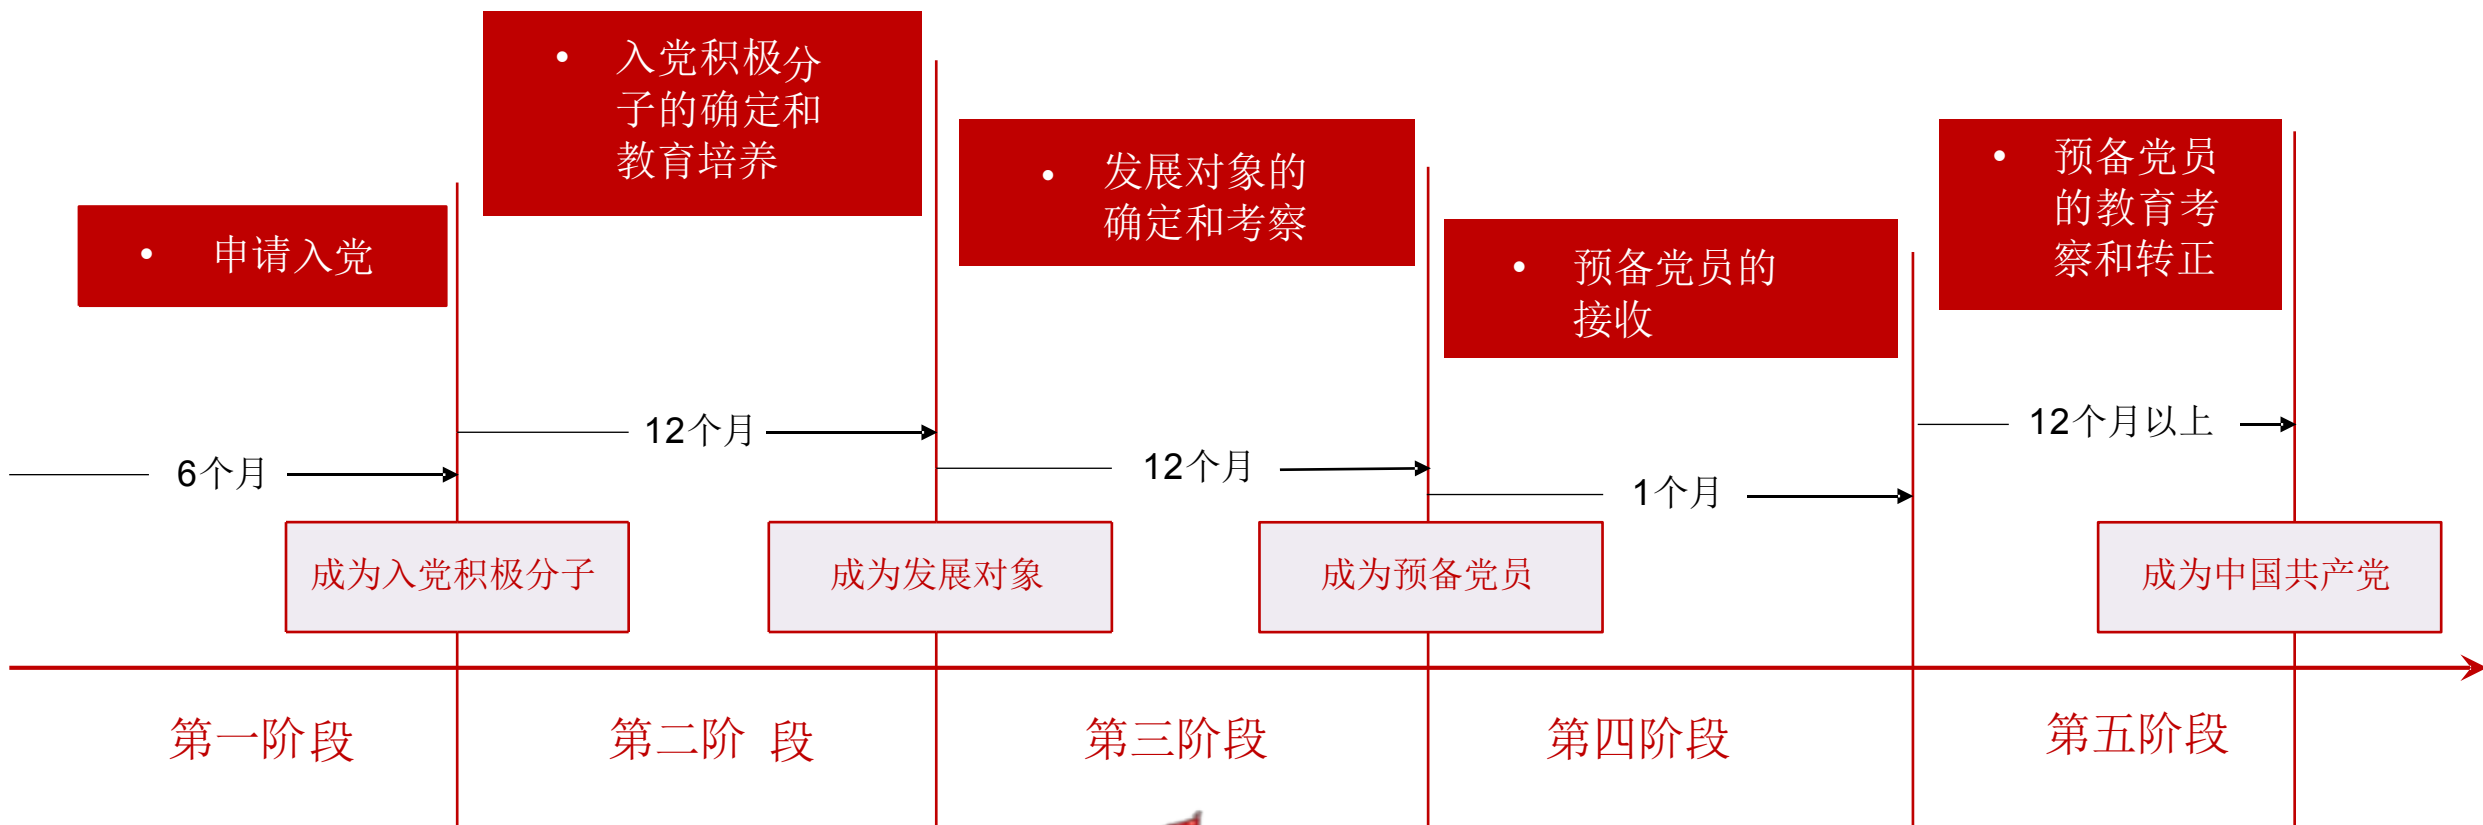 • 申请入党
• 入党积极分
子的确定和
教育培养
• 发展对象的
确定和考察
• 预备党员的
接收
• 预备党员
的教育考
察和转正
6个月
12个月
12个月
1个月
12个月以上
成为入党积极分子
成为发展对象
成为预备党员
成为中国共产党
第一阶段
第二阶 段
第三阶段
第四阶段
第五阶段